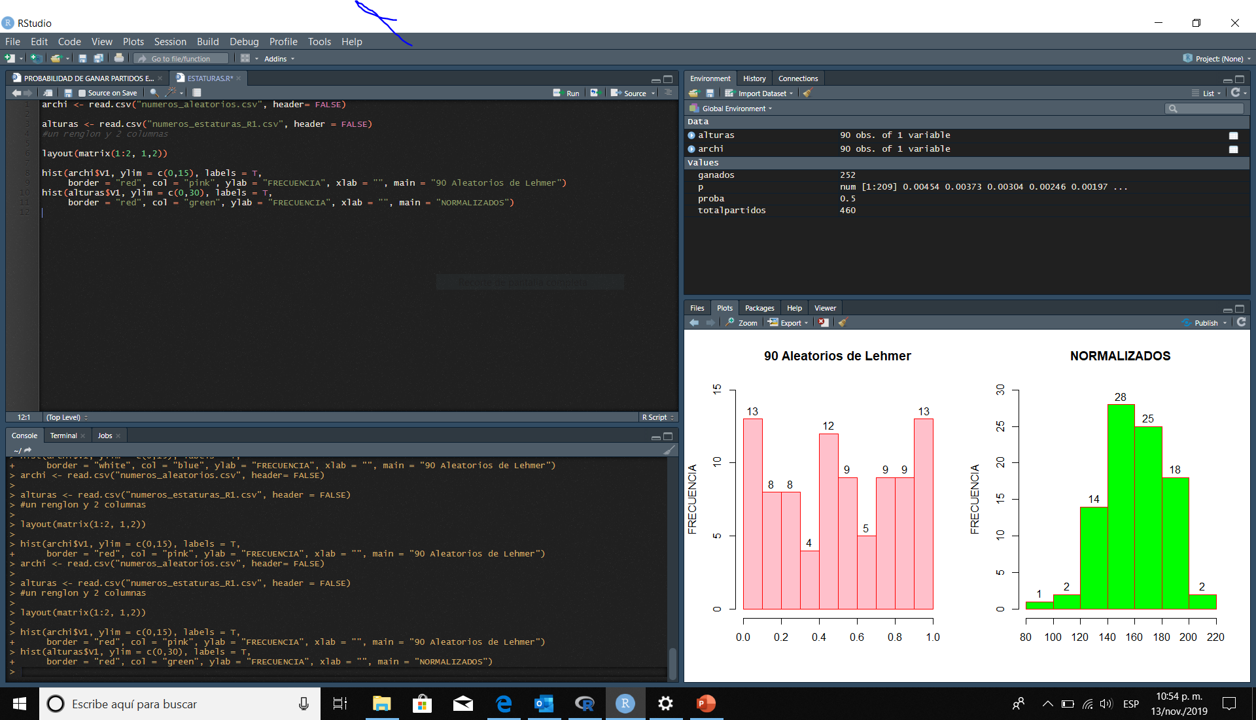 RStudio
File Edit Code View Plots Session Build Debug Profile Tools Help
Go to file/function Addins Project: (None)
PROBABILIDAD DE GANAR PARTIDOS E... ESTATURAS.R*
Source on Save Run Source
archi <- read.csv("numeros_aleatorios.csv", header= FALSE)
alturas <- read.csv("numeros_estaturas_R1.csv", header = FALSE)
#un renglon y 2 columnas
layout(matrix(1:2, 1,2))
hist(archi$V1, ylim = c(0,15), labels = T,
border = "red", col = "pink", ylab = "FRECUENCIA", xlab = "", main = "90 Aleatorios de Lehmer")
hist(alturas$V1, ylim = c(0,30), labels = T,
border = "red", col = "green", ylab = "FRECUENCIA", xlab = "", main = "NORMALIZADOS")
12:1 (Top Level) R Script
Console Terminal Jobs
~/
hist(archi$V1, ylim = c(0,15), labels = T,
+ border = "white", col = "blue", ylab = "FRECUENCIA", xlab = "", main = "90 Aleatorios de Lehmer")
> archi <- read.csv("numeros_aleatorios.csv", header= FALSE)
>
> alturas <- read.csv("numeros_estaturas_R1.csv", header = FALSE)
> #un renglon y 2 columnas
>
> layout(matrix(1:2, 1,2))
>
> hist(archi$V1, ylim = c(0,15), labels = T,
+ border = "red", col = "pink", ylab = "FRECUENCIA", xlab = "", main = "90 Aleatorios de Lehmer")
> archi <- read.csv("numeros_aleatorios.csv", header= FALSE)
>
> alturas <- read.csv("numeros_estaturas_R1.csv", header = FALSE)
> #un renglon y 2 columnas
>
> layout(matrix(1:2, 1,2))
>
> hist(archi$V1, ylim = c(0,15), labels = T,
+ border = "red", col = "pink", ylab = "FRECUENCIA", xlab = "", main = "90 Aleatorios de Lehmer")
> hist(alturas$V1, ylim = c(0,30), labels = T,
+ border = "red", col = "green", ylab = "FRECUENCIA", xlab = "", main = "NORMALIZADOS")
>
Environment History Connections
Import Dataset List
Global Environment
Data
alturas 90 obs. of 1 variable
archi 90 obs. of 1 variable
Values
ganados 252
p num [1:209] 0.00454 0.00373 0.00304 0.00246 0.00197 ...
proba 0.5
totalpartidos 460
Files Plots Packages Help Viewer
Zoom Export Publish
90 Aleatorios de Lehmer
FRECUENCIA
15
10
5
0
13 8 8 4 12 9 5 9 9 13
0.0 0.2 0.4 0.6 0.8 1.0
NORMALIZADOS
FRECUENCIA
30
25
20
15
10
5
0
1 2 14 28 25 18 2
80 100 120 140 160 180 200 220
Escribe aquí para buscar
ESP
10:54 p. m.
13/nov./2019